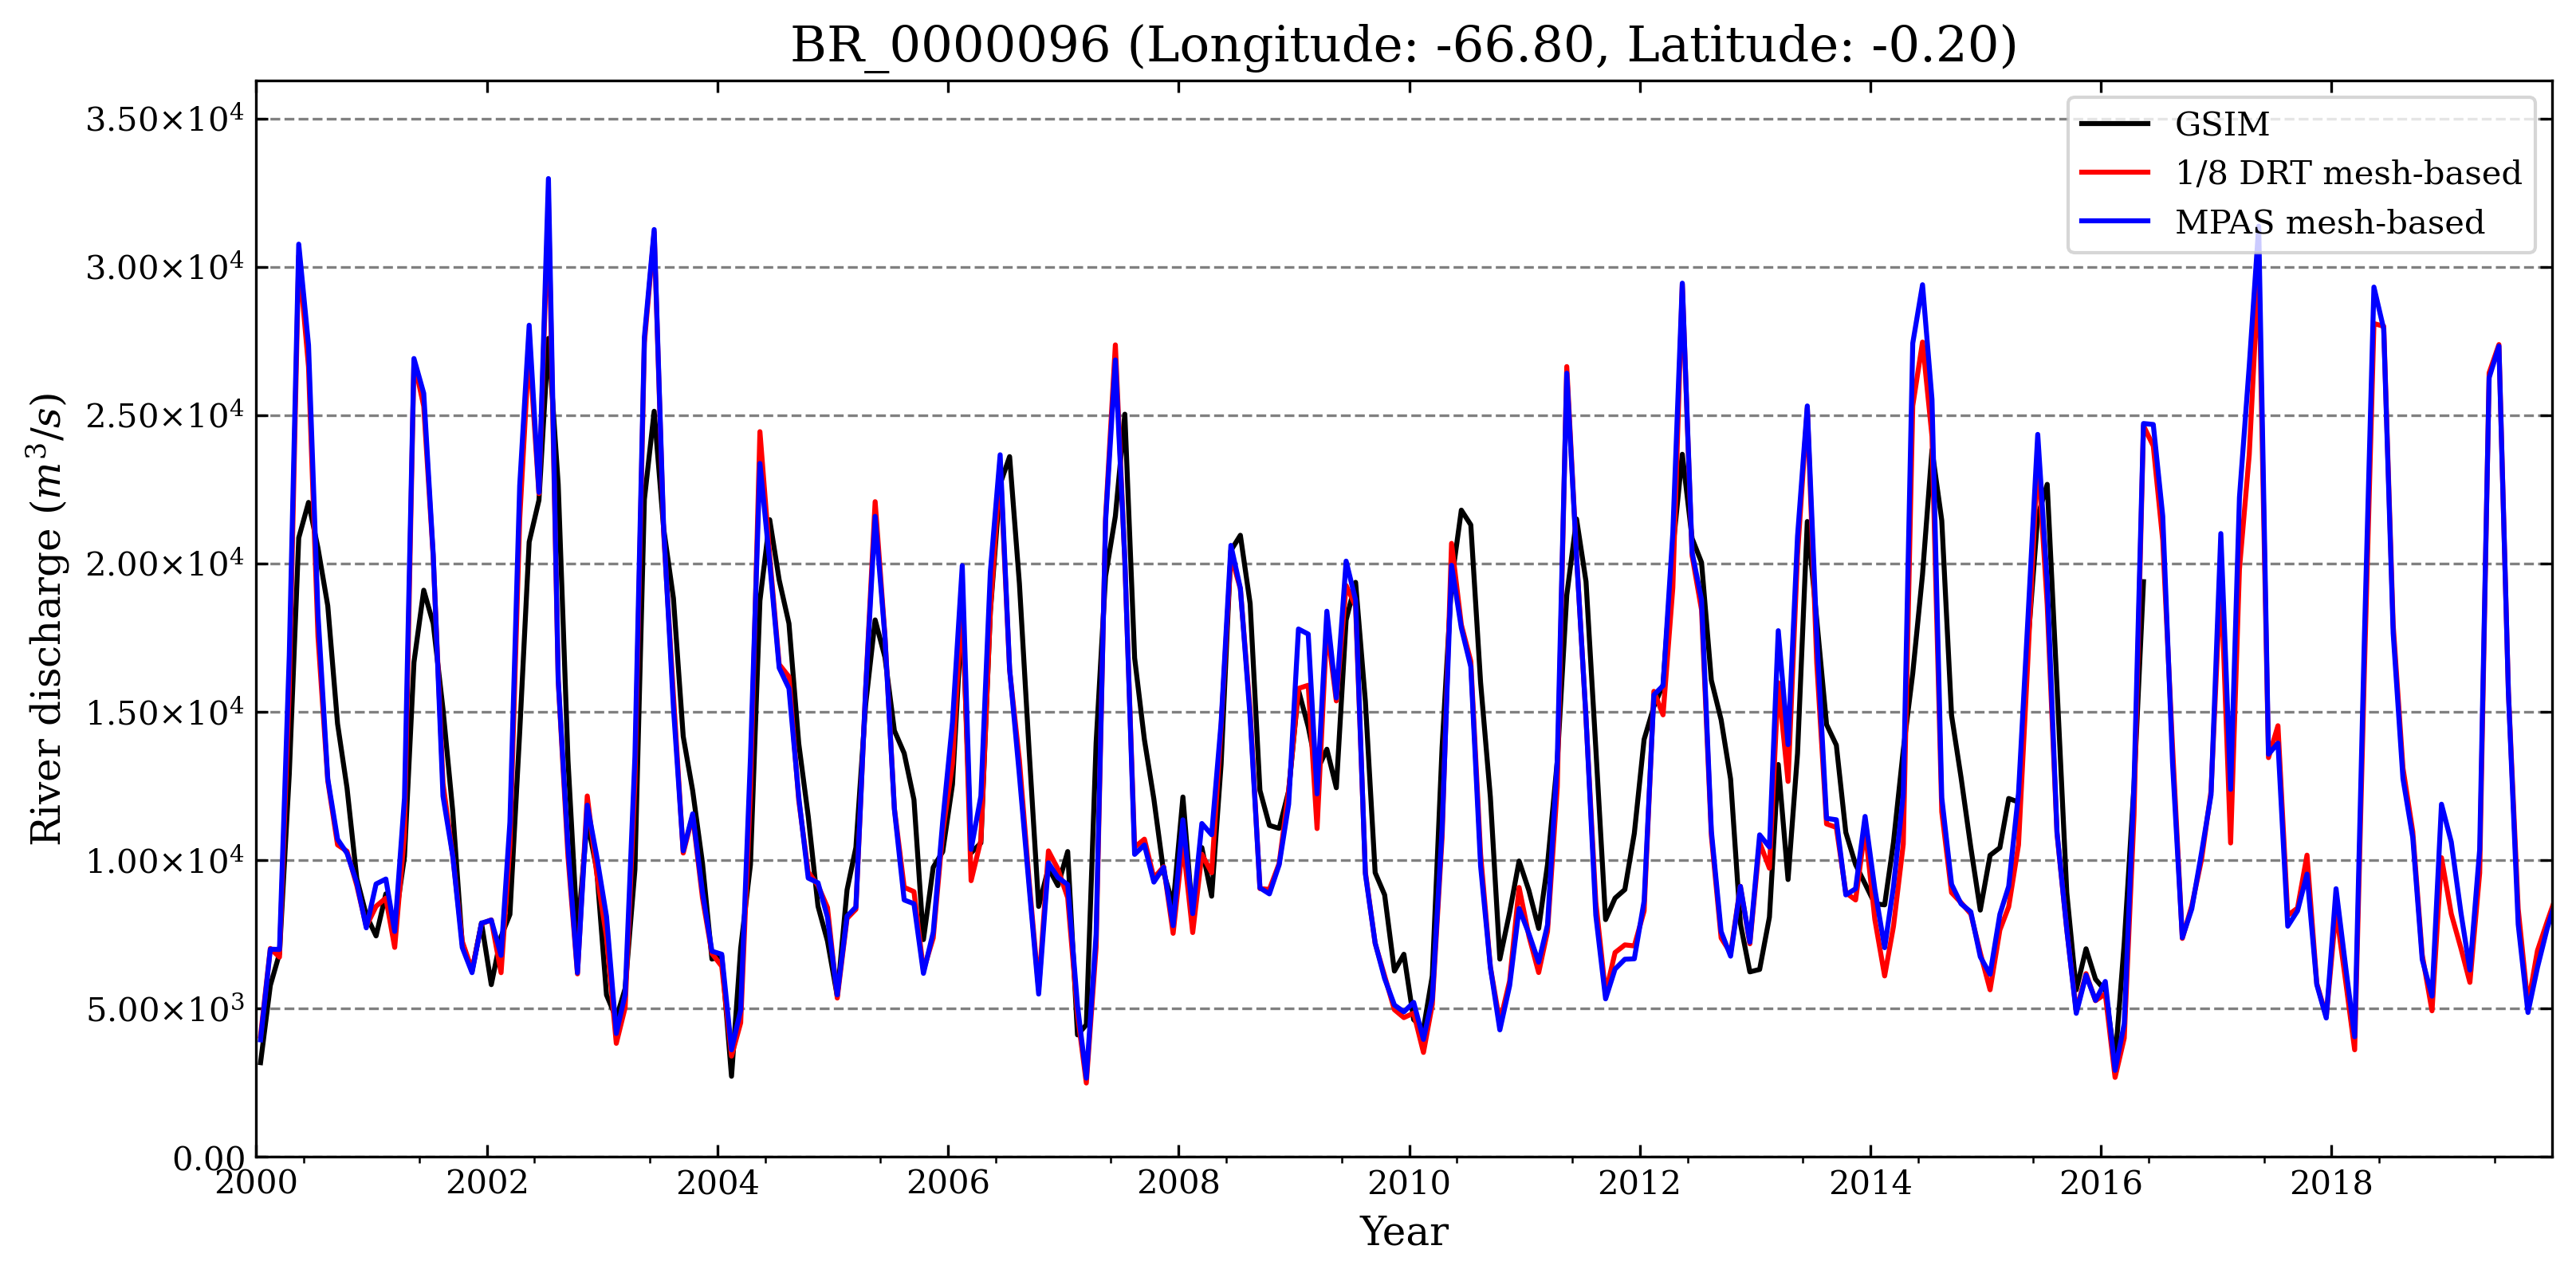 BR_0000096 (Longitude: -66.80, Latitude: -0.20)
3.50×10⁴
3.00×10⁴
2.50×10⁴
2.00×10⁴
1.50×10⁴
1.00×10⁴
5.00×10³
0.00
River discharge (m³/s)
GSIM
1/8 DRT mesh-based
MPAS mesh-based
2000 2002 2004 2006 2008 2010 2012 2014 2016 2018
Year